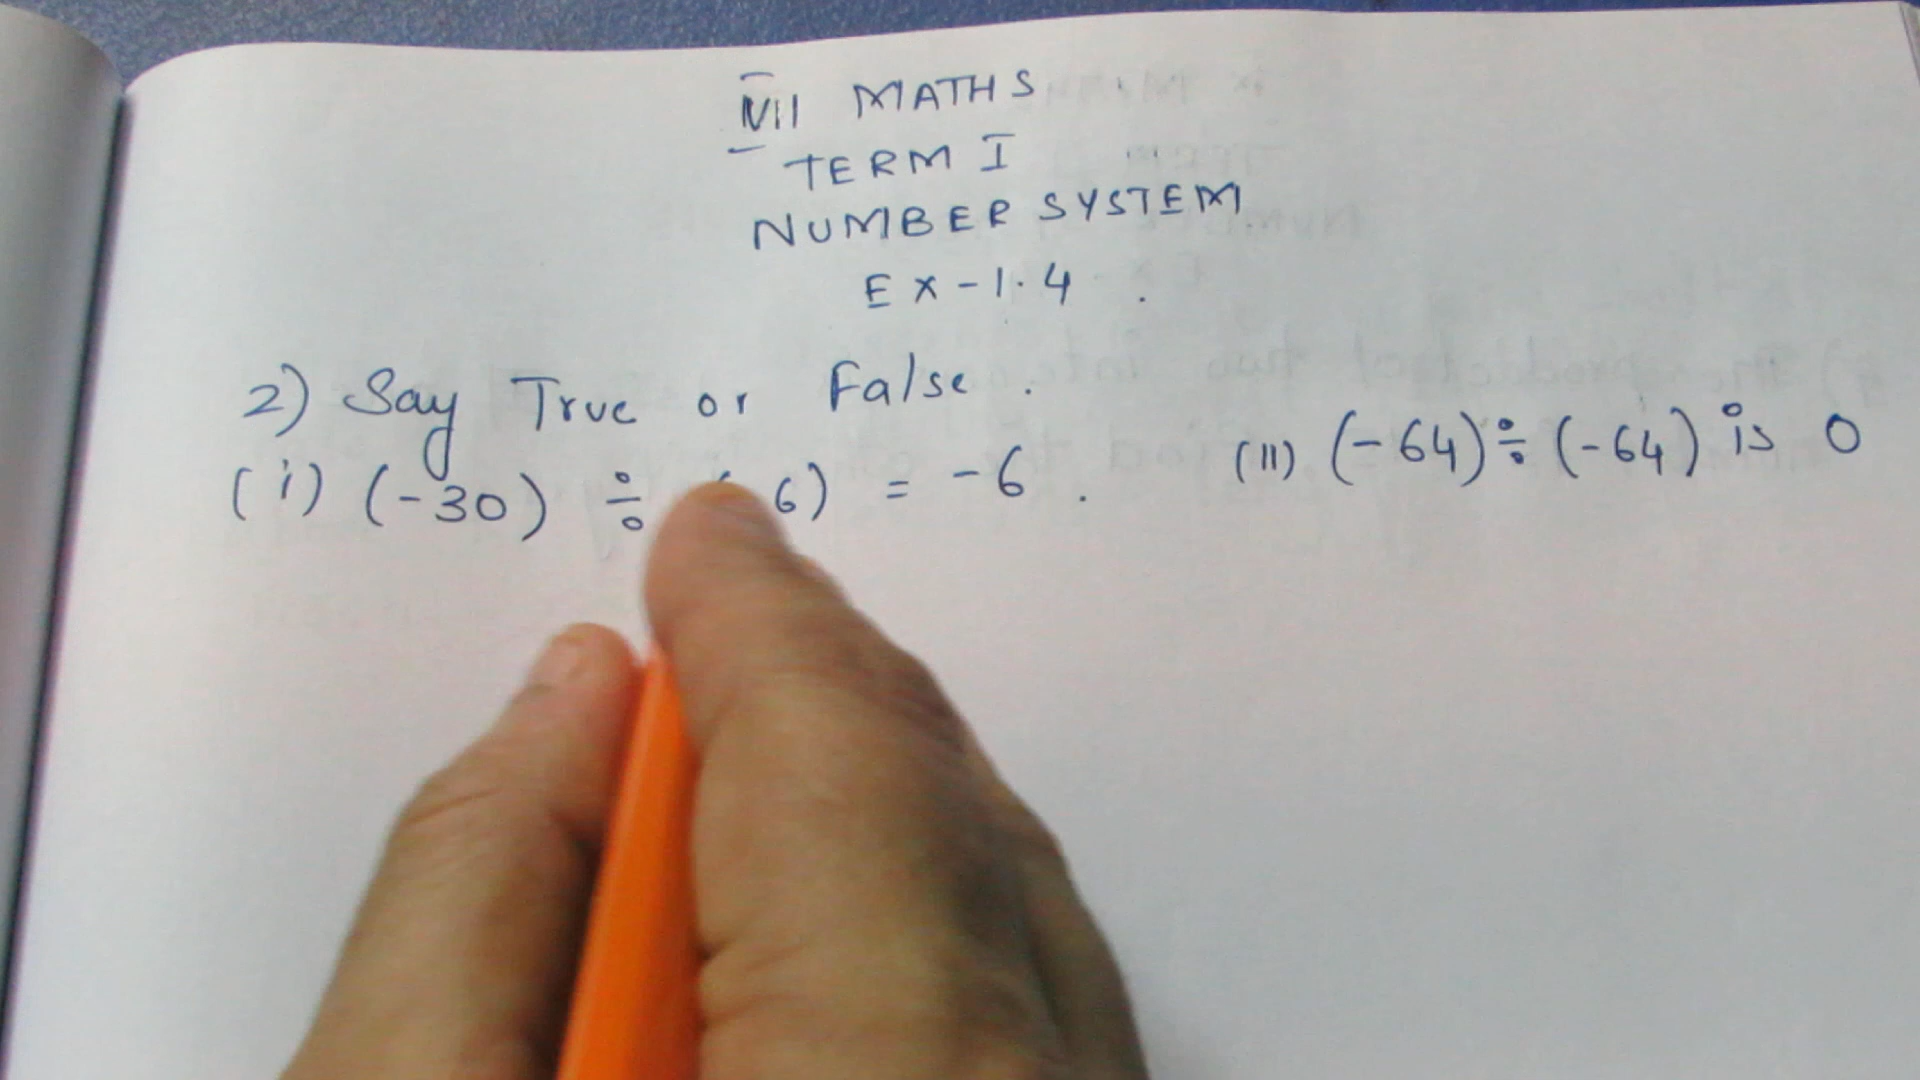 VII MATHS
TERM I
NUMBER SYSTEM
EX-1.4.
2) Say True or False.
(i) (-30) ÷ ( 6) = -6. (II) (-64) ÷ (-64) is 0